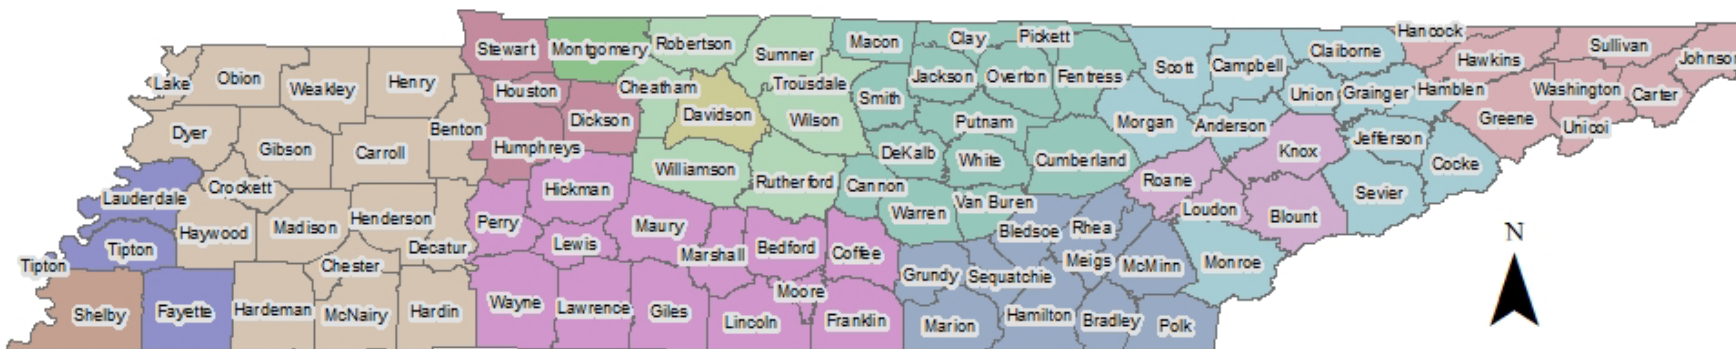 Stewart
Montgomery
Robertson
Sumner
Macon
Clay
Pickett
Scott
Campbell
Claiborne
Hancock
Hawkins
Sullivan
Johnson
Lake
Obion
Weakley
Henry
Houston
Cheatham
Trousdale
Jackson
Overton
Fentress
Union
Grainger
Hamblen
Washington
Carter
Dyer
Gibson
Carroll
Benton
Dickson
Humphreys
Davidson
Wilson
Smith
Putnam
Morgan
Anderson
Jefferson
Greene
Unicoi
Lauderdale
Crockett
Hickman
Williamson
Rutherford
Cannon
DeKalb
White
Cumberland
Roane
Knox
Cocke
Sevier
Tipton
Tipton
Haywood
Madison
Henderson
Decatur
Perry
Lewis
Maury
Marshall
Bedford
Coffee
Warren
Van Buren
Bledsoe
Rhea
Loudon
Blount
Chester
Grundy
Sequatchie
Meigs
McMinn
Monroe
N
Shelby
Fayette
Hardeman
McNairy
Hardin
Wayne
Lawrence
Giles
Moore
Lincoln
Franklin
Marion
Hamilton
Bradley
Polk